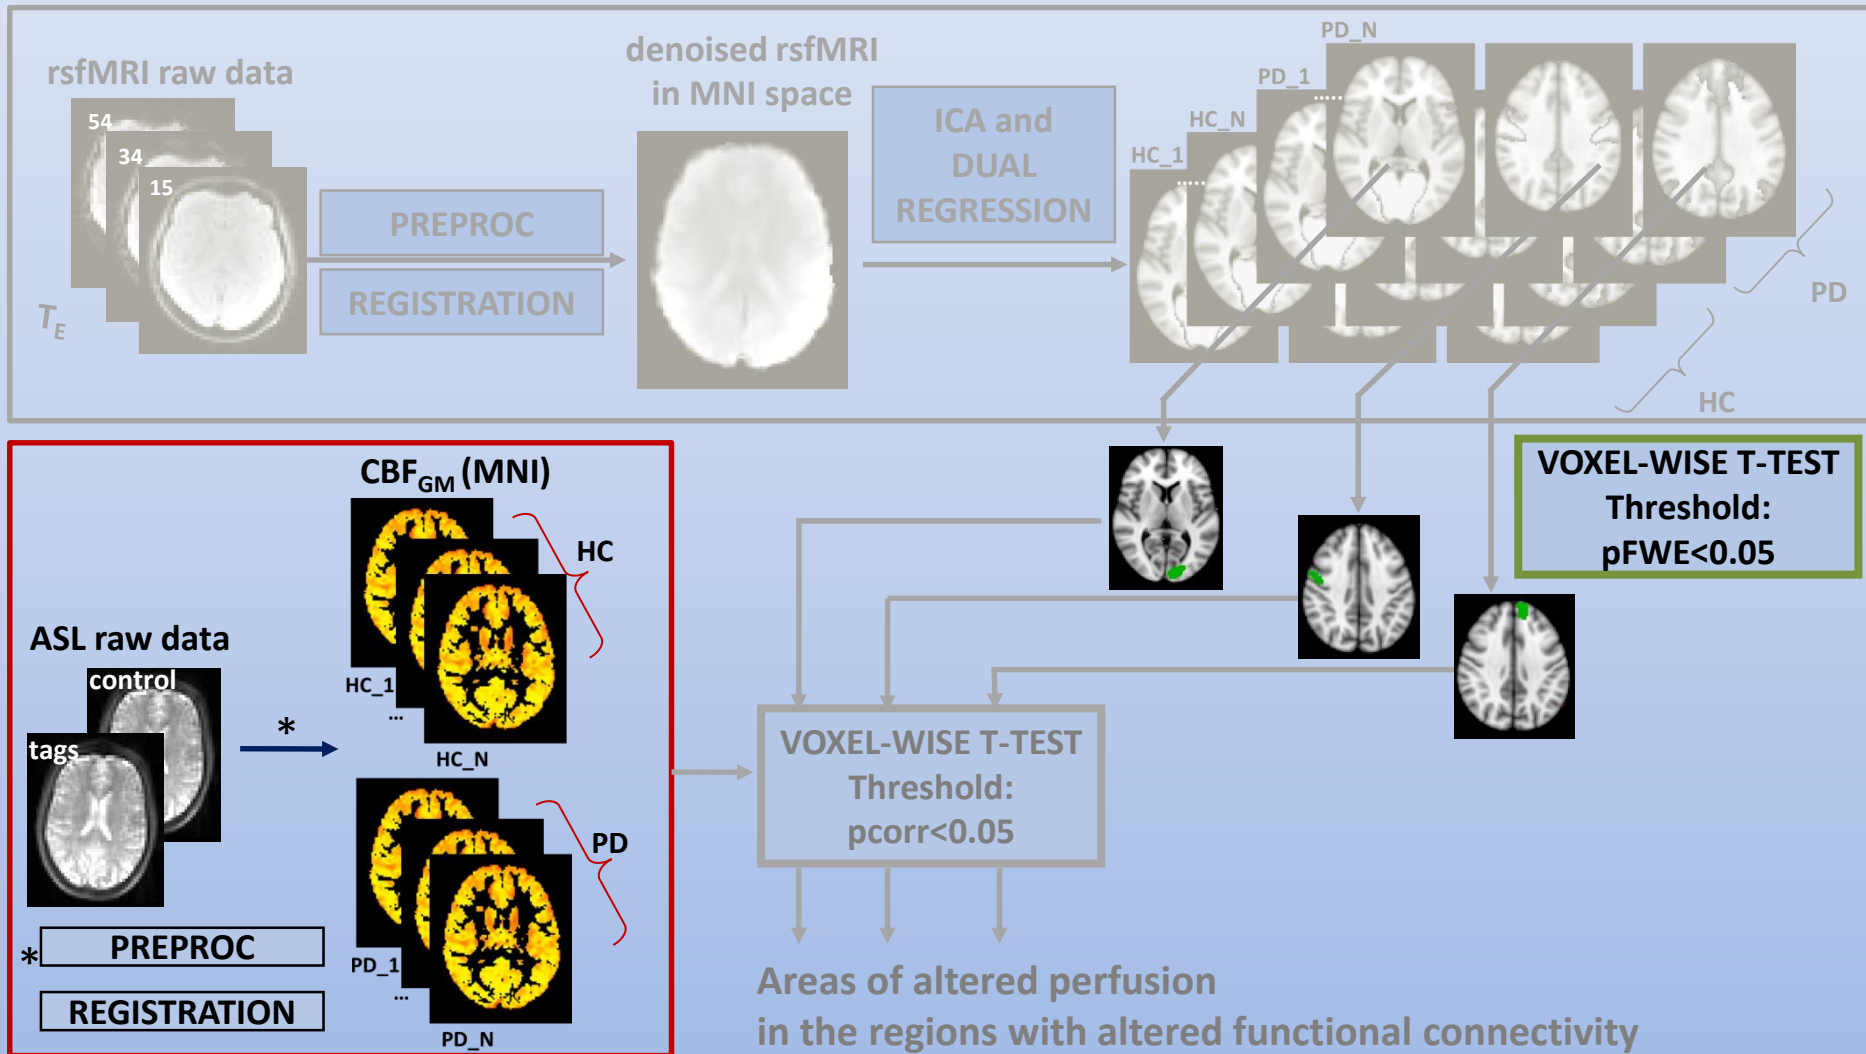 rsfMRI raw data
54
34
15
TE
PREPROC
REGISTRATION
denoised rsfMRI
in MNI space
ICA and
DUAL
REGRESSION
HC_1
HC_N
PD_1
PD_N
......
......
PD
HC
VOXEL-WISE T-TEST
Threshold:
pFWE<0.05
CBFGM (MNI)
HC
HC_1
...
HC_N
ASL raw data
control
tags
*
PD
PD_1
...
PD_N
*
PREPROC
REGISTRATION
VOXEL-WISE T-TEST
Threshold:
pcorr<0.05
Areas of altered perfusion
in the regions with altered functional connectivity